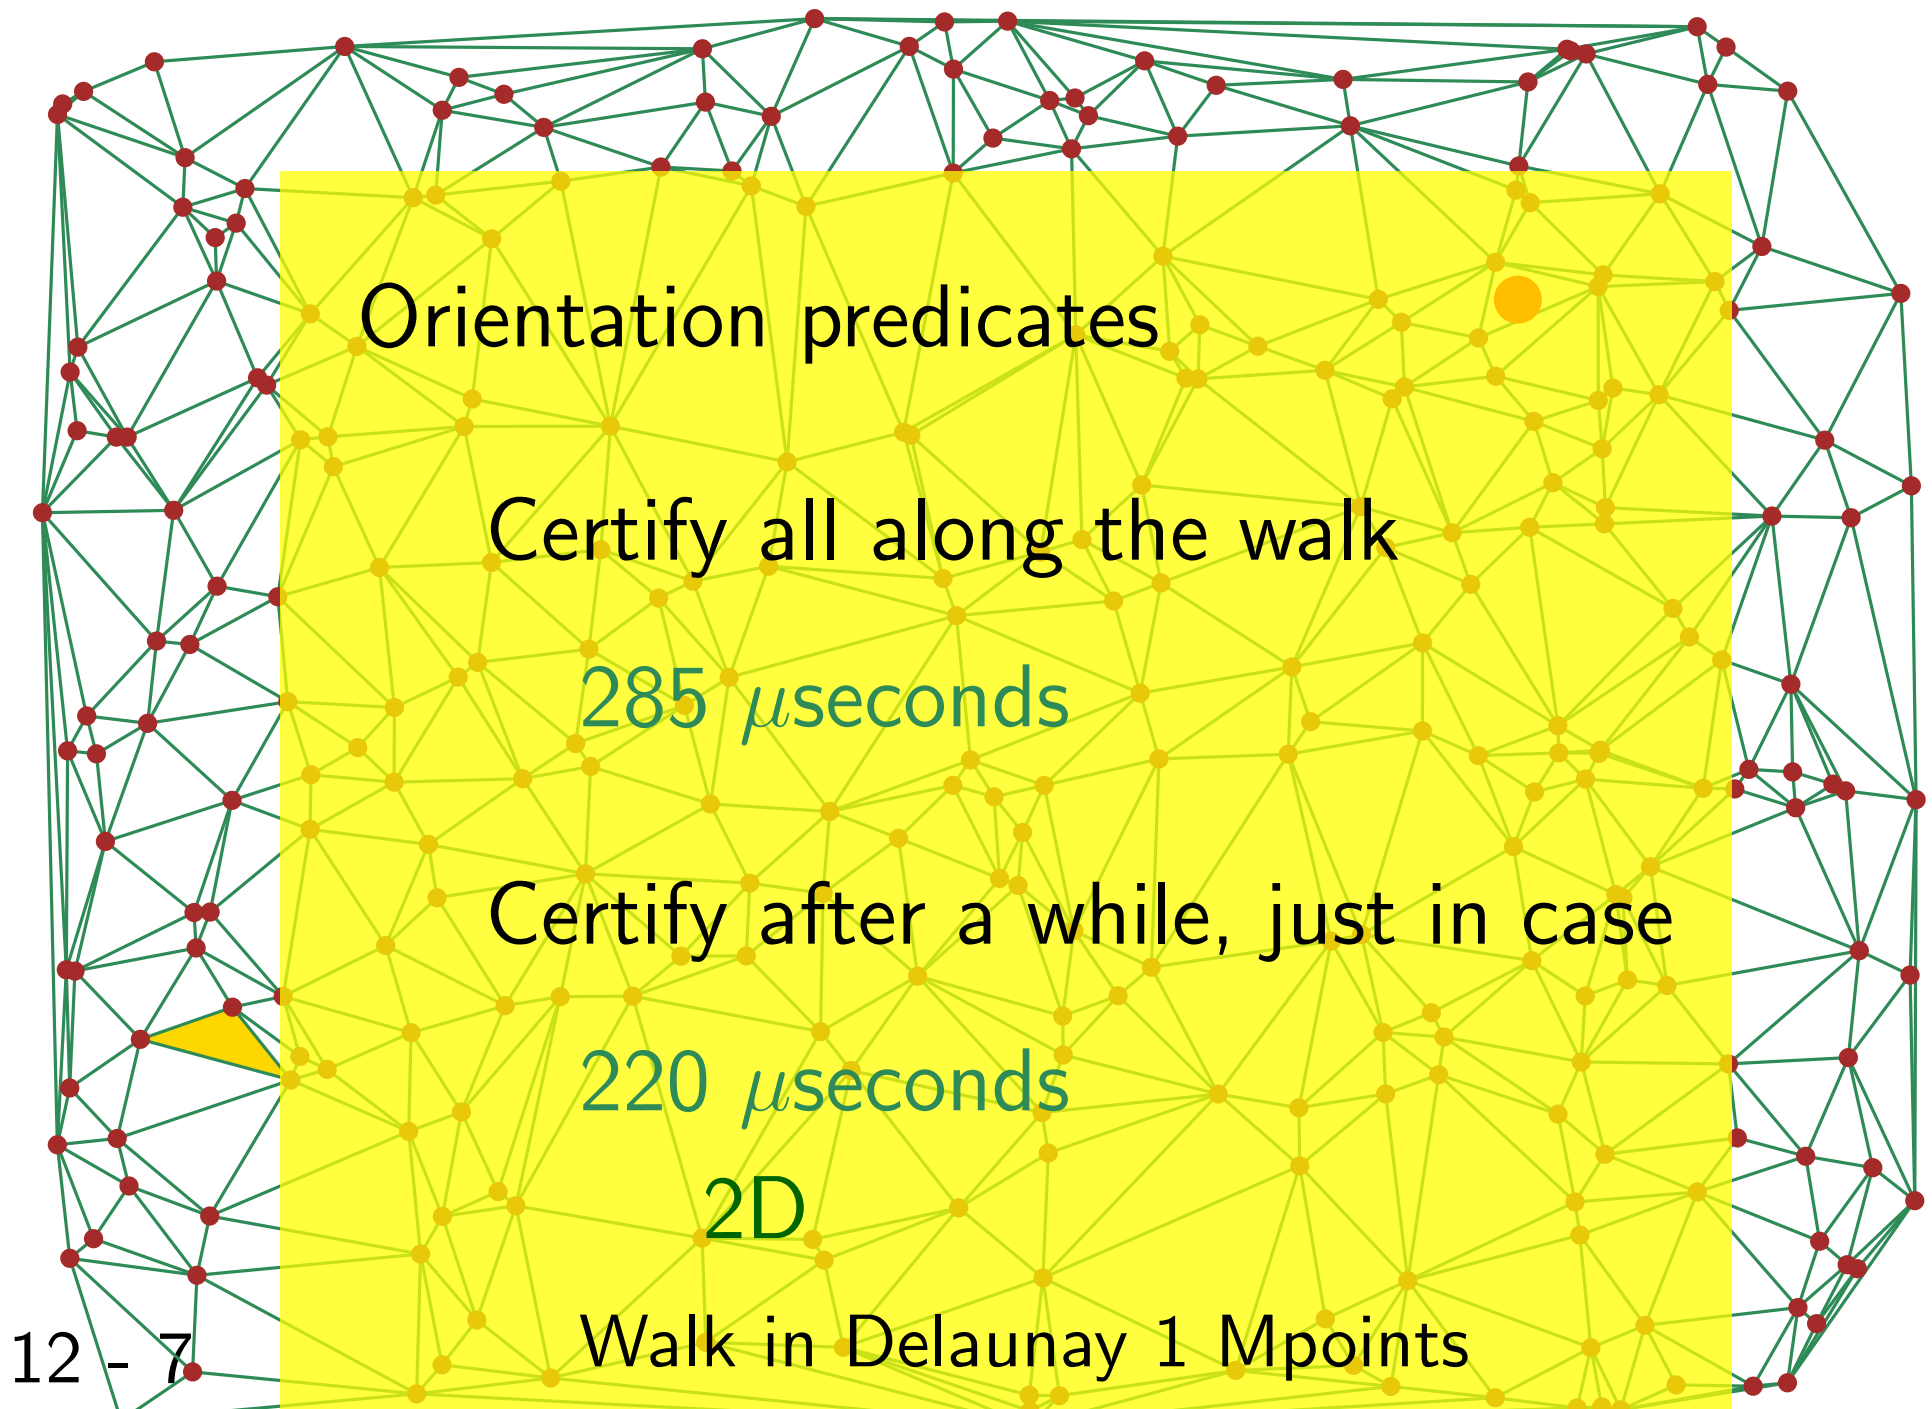 Orientation predicates
Certify all along the walk
285 μseconds
Certify after a while, just in case
220 μseconds
2D
Walk in Delaunay 1 Mpoints
12 - 7